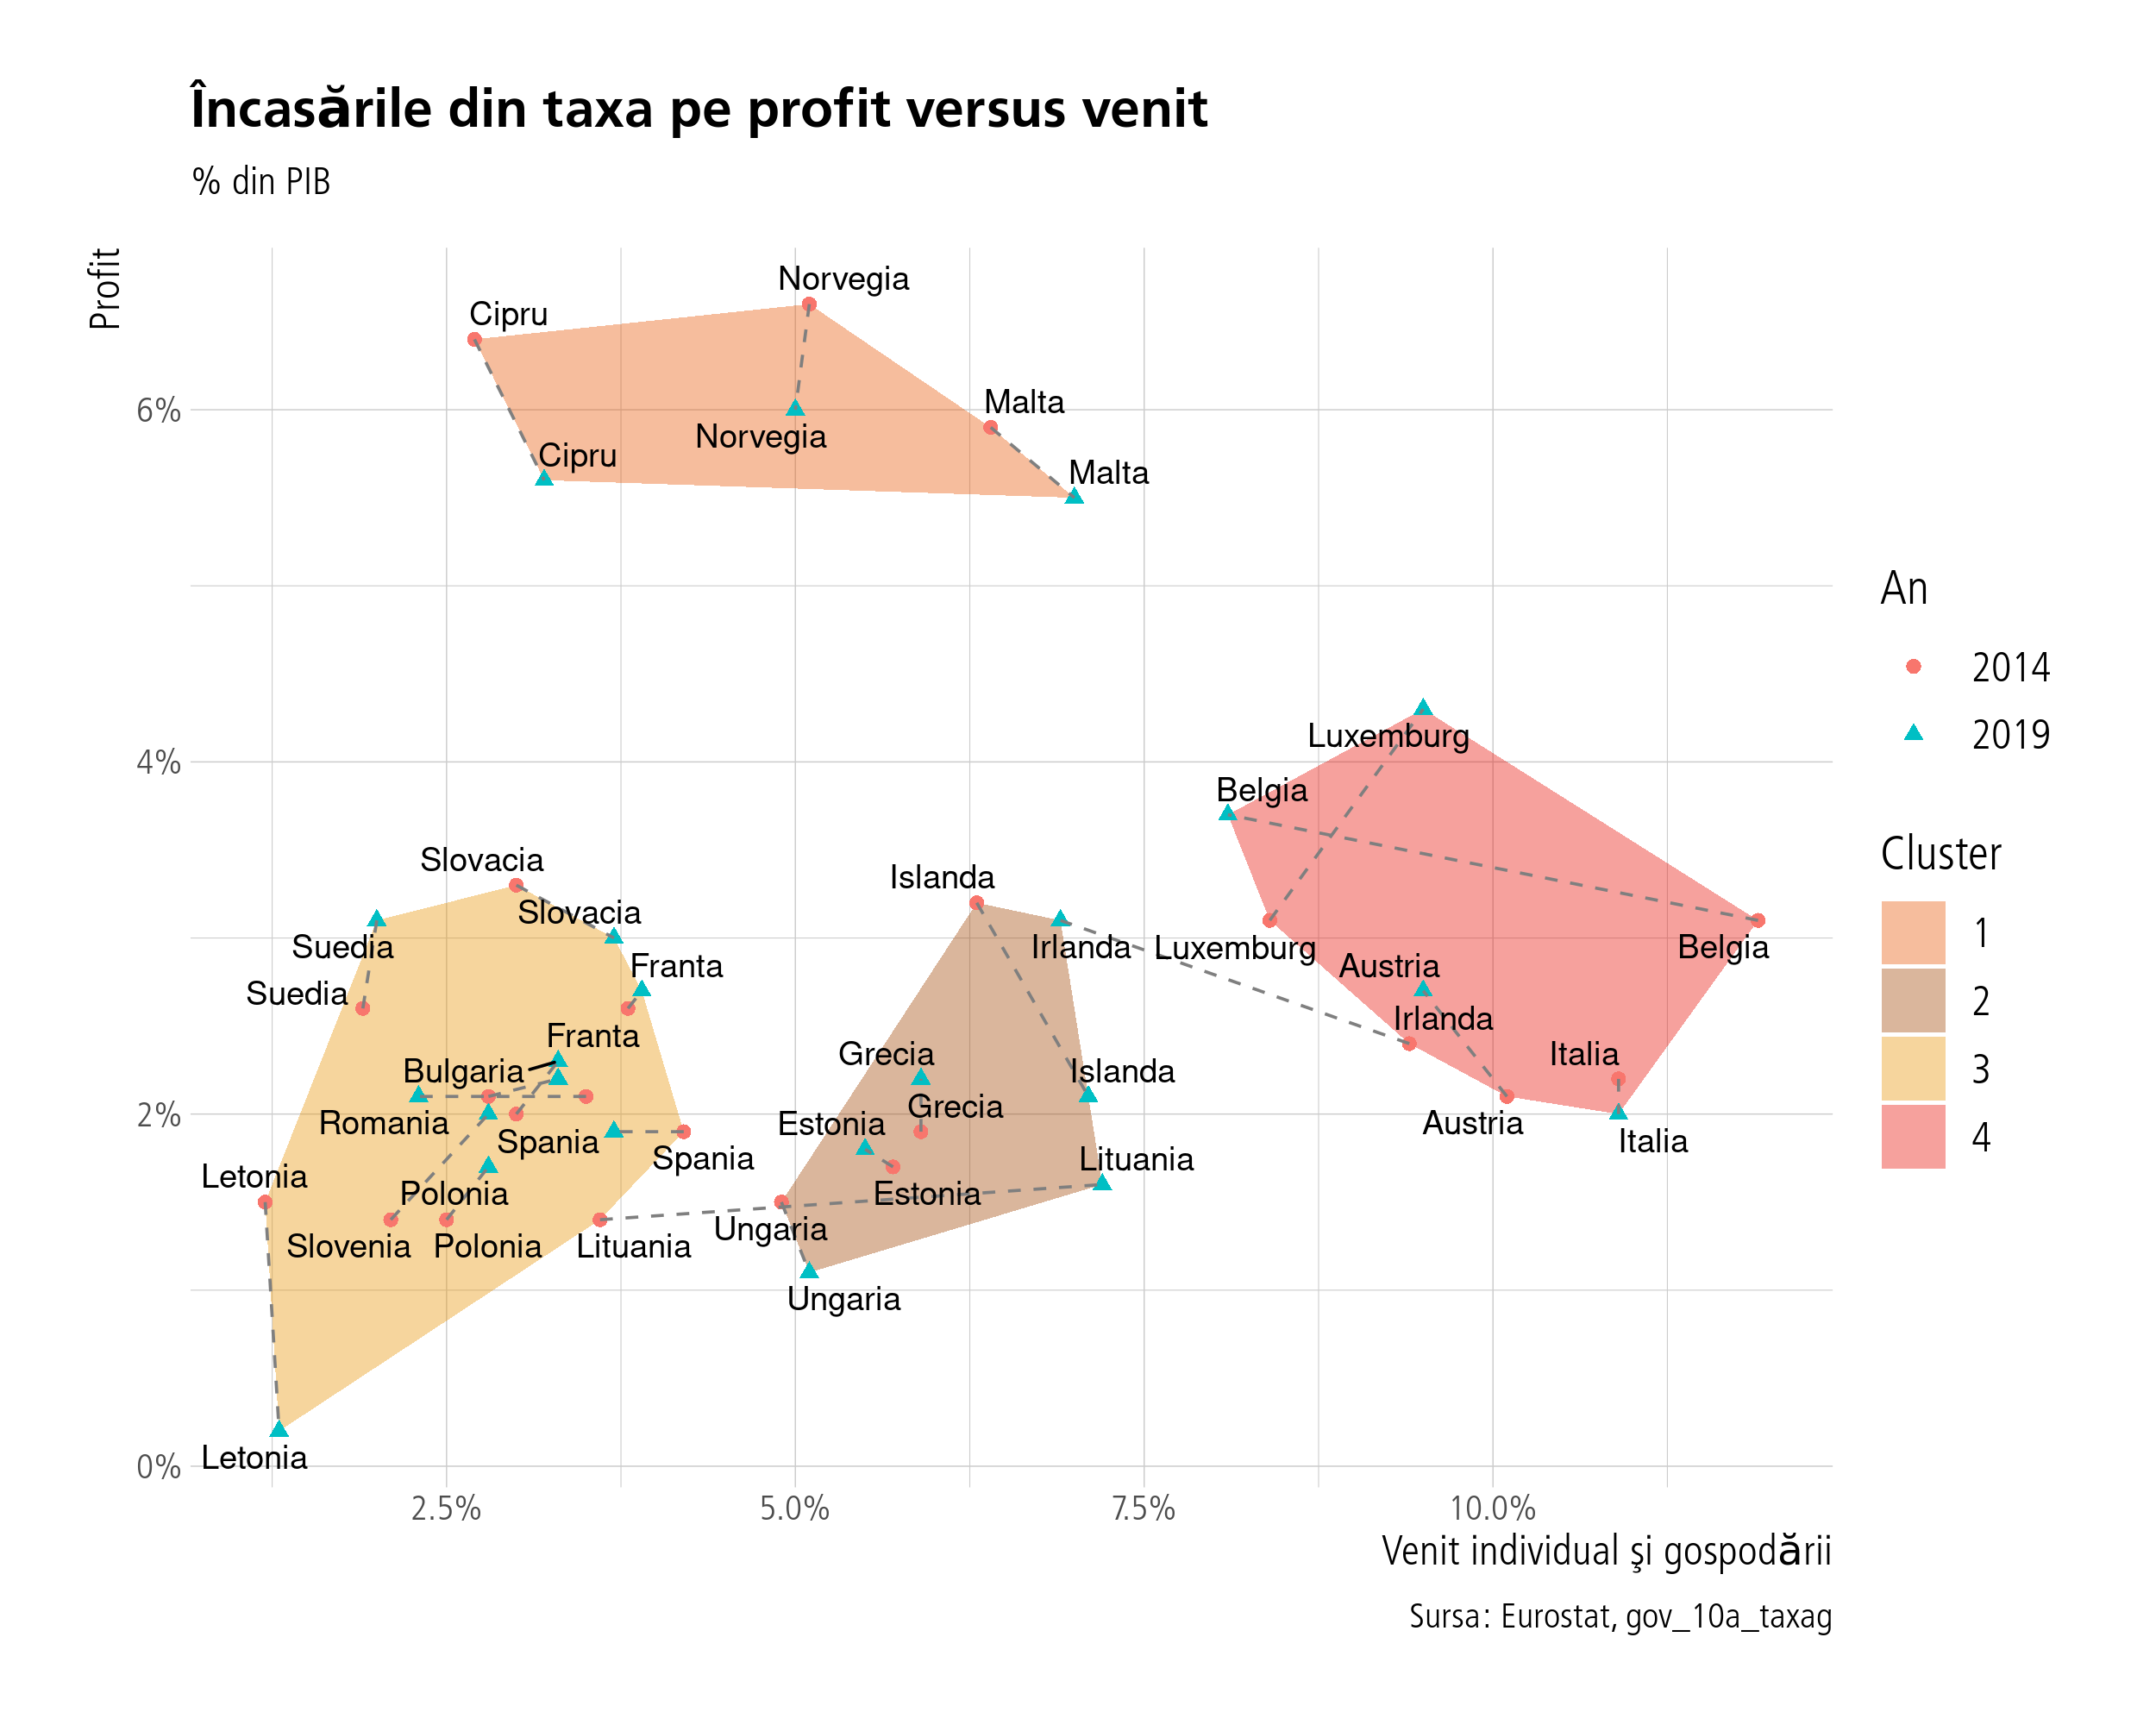 Încasările din taxa pe profit versus venit
% din PIB
Profit
Norvegia
Cipru
Malta
6%
Norvegia
Cipru
Malta
An
2014
2019
Luxemburg
4%
Belgia
Cluster
Slovacia
Islanda
Slovacia
1
Suedia
Irlanda
Luxemburg
Belgia
Franta
Austria
Suedia
2
Irlanda
Franta
Grecia
Italia
Bulgaria
Islanda
3
Grecia
2%
Romania
Estonia
Austria
Spania
Italia
4
Spania
Lituania
Letonia
Polonia
Estonia
Ungaria
Slovenia
Polonia
Lituania
Ungaria
Letonia
0%
2.5%
5.0%
7.5%
10.0%
Venit individual şi gospodării
Sursa: Eurostat, gov_10a_taxag